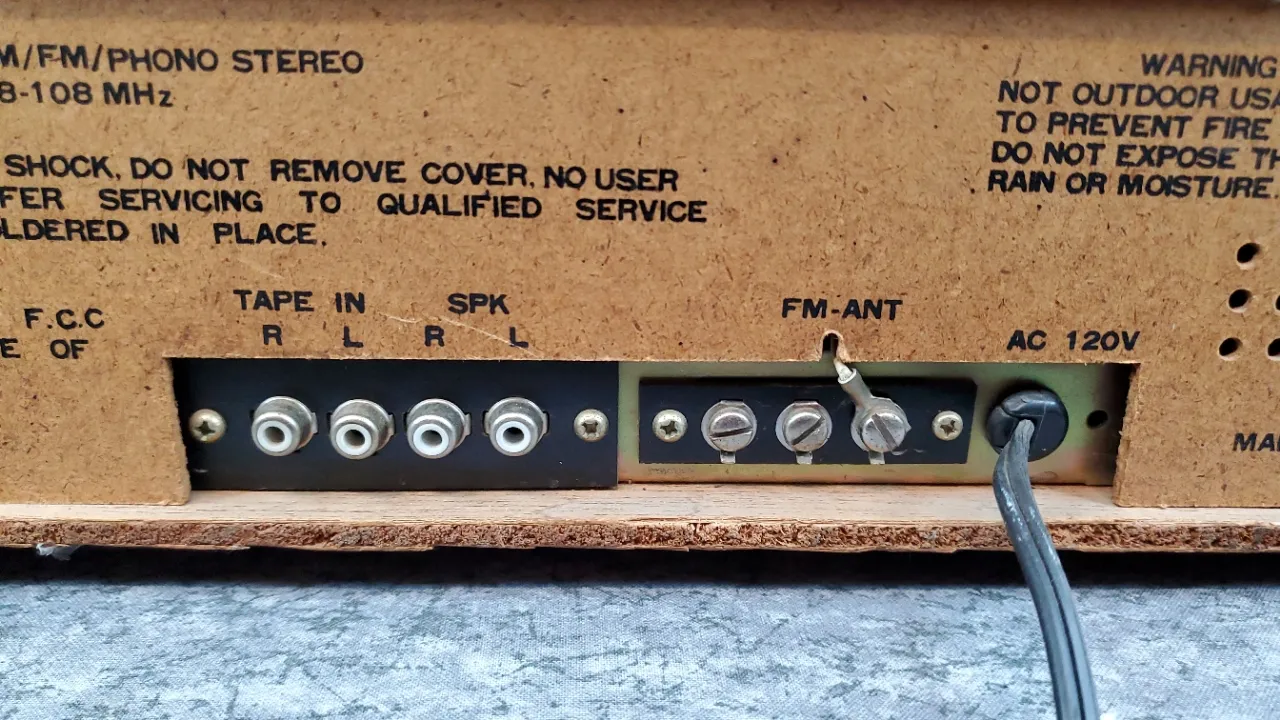 M/FM/PHONO STEREO
8-108 MHz
WARNING
NOT OUTDOOR USA
TO PREVENT FIRE
DO NOT EXPOSE TH
RAIN OR MOISTURE.
SHOCK, DO NOT REMOVE COVER. NO USER
FER SERVICING TO QUALIFIED SERVICE
LDERED IN PLACE.
F.C.C
E OF
TAPE IN SPK
R L R L
FM-ANT
AC 120V
MA